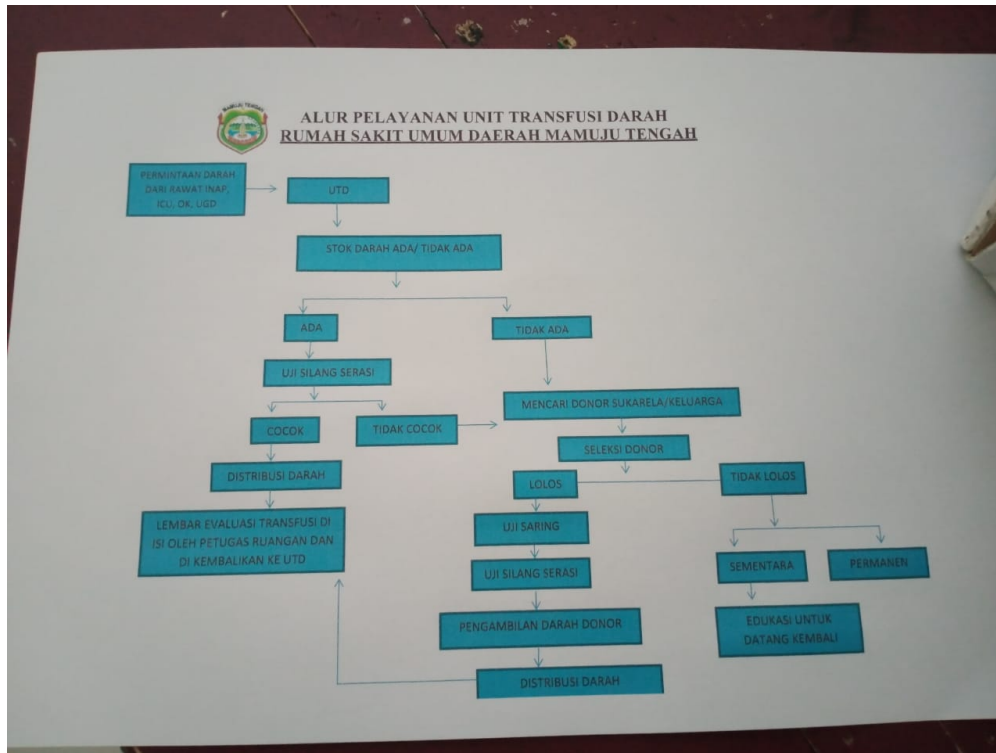 MAMUJU TENGAH
ALUR PELAYANAN UNIT TRANSFUSI DARAH
RUMAH SAKIT UMUM DAERAH MAMUJU TENGAH
PERMINTAAN DARAH
DARI RAWAT INAP,
ICU, OK, UGD
UTD
STOK DARAH ADA/ TIDAK ADA
ADA
TIDAK ADA
UJI SILANG SERASI
MENCARI DONOR SUKARELA/KELUARGA
COCOK
TIDAK COCOK
SELEKSI DONOR
DISTRIBUSI DARAH
LOLOS
TIDAK LOLOS
LEMBAR EVALUASI TRANSFUSI DI
ISI OLEH PETUGAS RUANGAN DAN
DI KEMBALIKAN KE UTD
UJI SARING
UJI SILANG SERASI
SEMENTARA
PERMANEN
PENGAMBILAN DARAH DONOR
EDUKASI UNTUK
DATANG KEMBALI
DISTRIBUSI DARAH